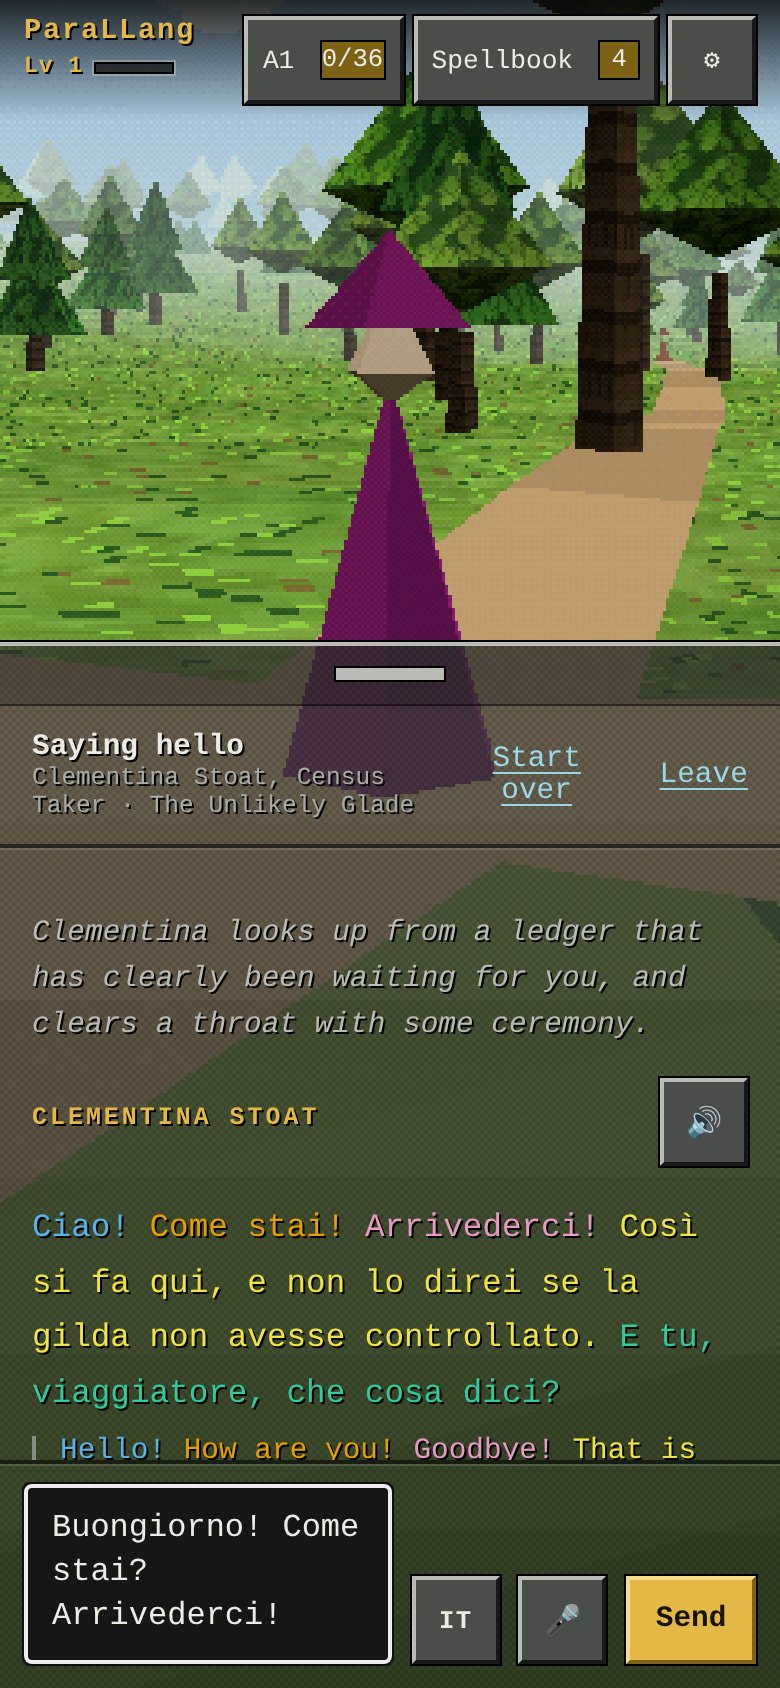 ParaLLang
Lv 1
A1 0/36
Spellbook 4
⚙
Saying hello
Clementina Stoat, Census
Taker · The Unlikely Glade
Start
over
Leave
Clementina looks up from a ledger that
has clearly been waiting for you, and
clears a throat with some ceremony.
CLEMENTINA STOAT
Ciao! Come stai! Arrivederci! Così
si fa qui, e non lo direi se la
gilda non avesse controllato. E tu,
viaggiatore, che cosa dici?
Hello! How are you! Goodbye! That is
Buongiorno! Come
stai?
Arrivederci!
IT
Send